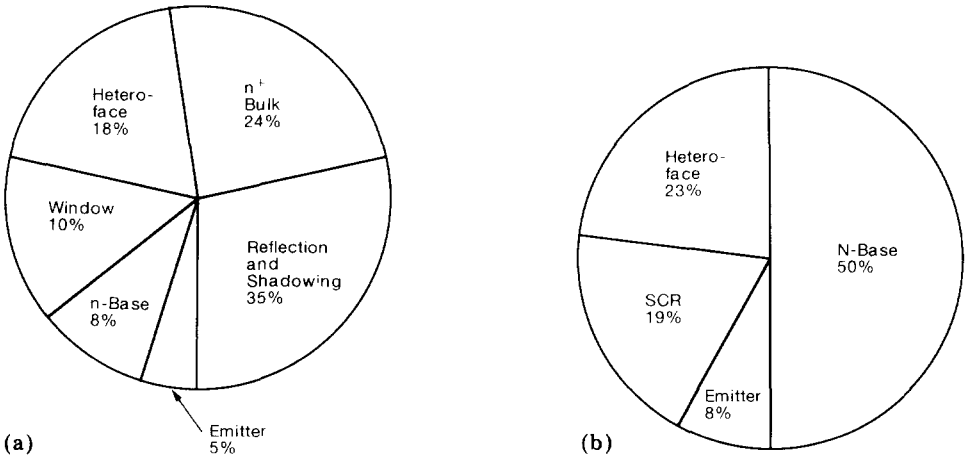 n+
Bulk
24%
Hetero-
face
18%
Window
10%
n-Base
8%
Reflection
and
Shadowing
35%
Emitter
5%
(a)
Hetero-
face
23%
N-Base
50%
SCR
19%
Emitter
8%
(b)